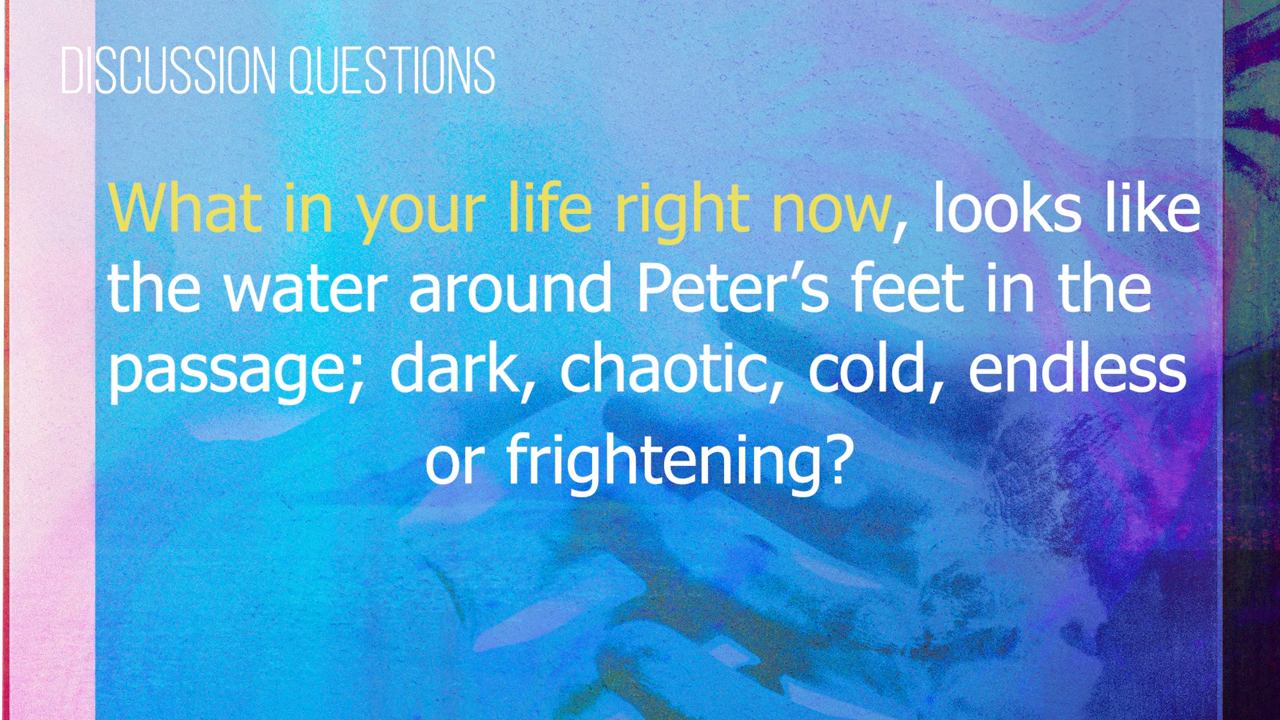 DISCUSSION QUESTIONS
What in your life right now, looks like
the water around Peter’s feet in the
passage; dark, chaotic, cold, endless
or frightening?